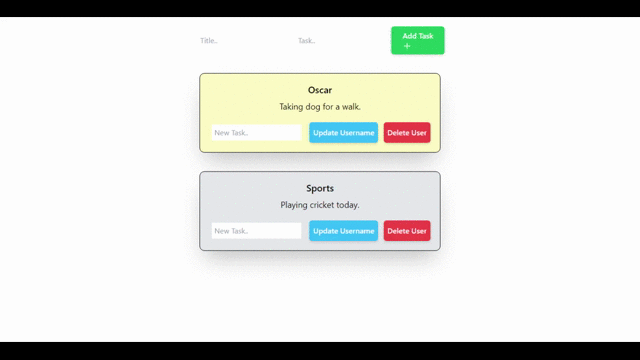 Title..
Task..
Add Task
+
Oscar
Taking dog for a walk.
New Task..
Update Username
Delete User
Sports
Playing cricket today.
New Task..
Update Username
Delete User